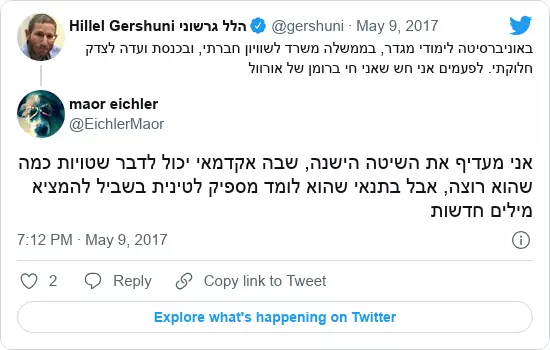 Hillel Gershuni הלל גרשוני @gershuni · May 9, 2017
באוניברסיטה לימודי מגדר, בממשלה משרד לשוויון חברתי, ובכנסת ועדה לצדק
חלוקתי. לפעמים אני חש שאני חי ברומן של אורוול
maor eichler
@EichlerMaor
אני מעדיף את השיטה הישנה, שבה אקדמאי יכול לדבר שטויות כמה
שהוא רוצה, אבל בתנאי שהוא לומד מספיק לטינית בשביל להמציא
מילים חדשות
7:12 PM · May 9, 2017
2 Reply Copy link to Tweet
Explore what's happening on Twitter